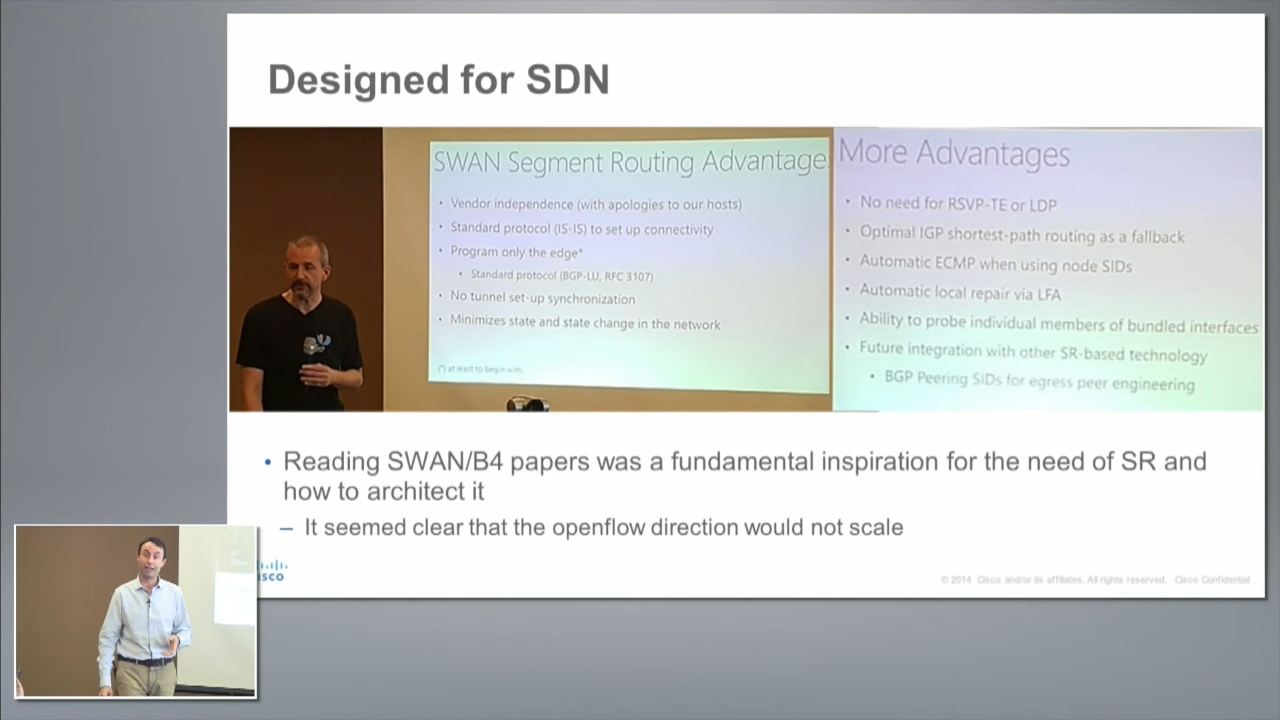 Designed for SDN
SWAN Segment Routing Advantage
• Vendor independence (with apologies to our hosts)
• Standard protocol (IS-IS) to set up connectivity
• Program only the edge*
• Standard protocol (BGP-LU, RFC 3107)
• No tunnel set-up synchronization
• Minimizes state and state change in the network
(*) at least to begin with
More Advantages
• No need for RSVP-TE or LDP
• Optimal IGP shortest-path routing as a fallback
• Automatic ECMP when using node SIDs
• Automatic local repair via LFA
• Ability to probe individual members of bundled interfaces
• Future integration with other SR-based technology
• BGP Peering SIDs for egress peer engineering
• Reading SWAN/B4 papers was a fundamental inspiration for the need of SR and
how to architect it
– It seemed clear that the openflow direction would not scale
isco
© 2014 Cisco and/or its affiliates. All rights reserved. Cisco Confidential